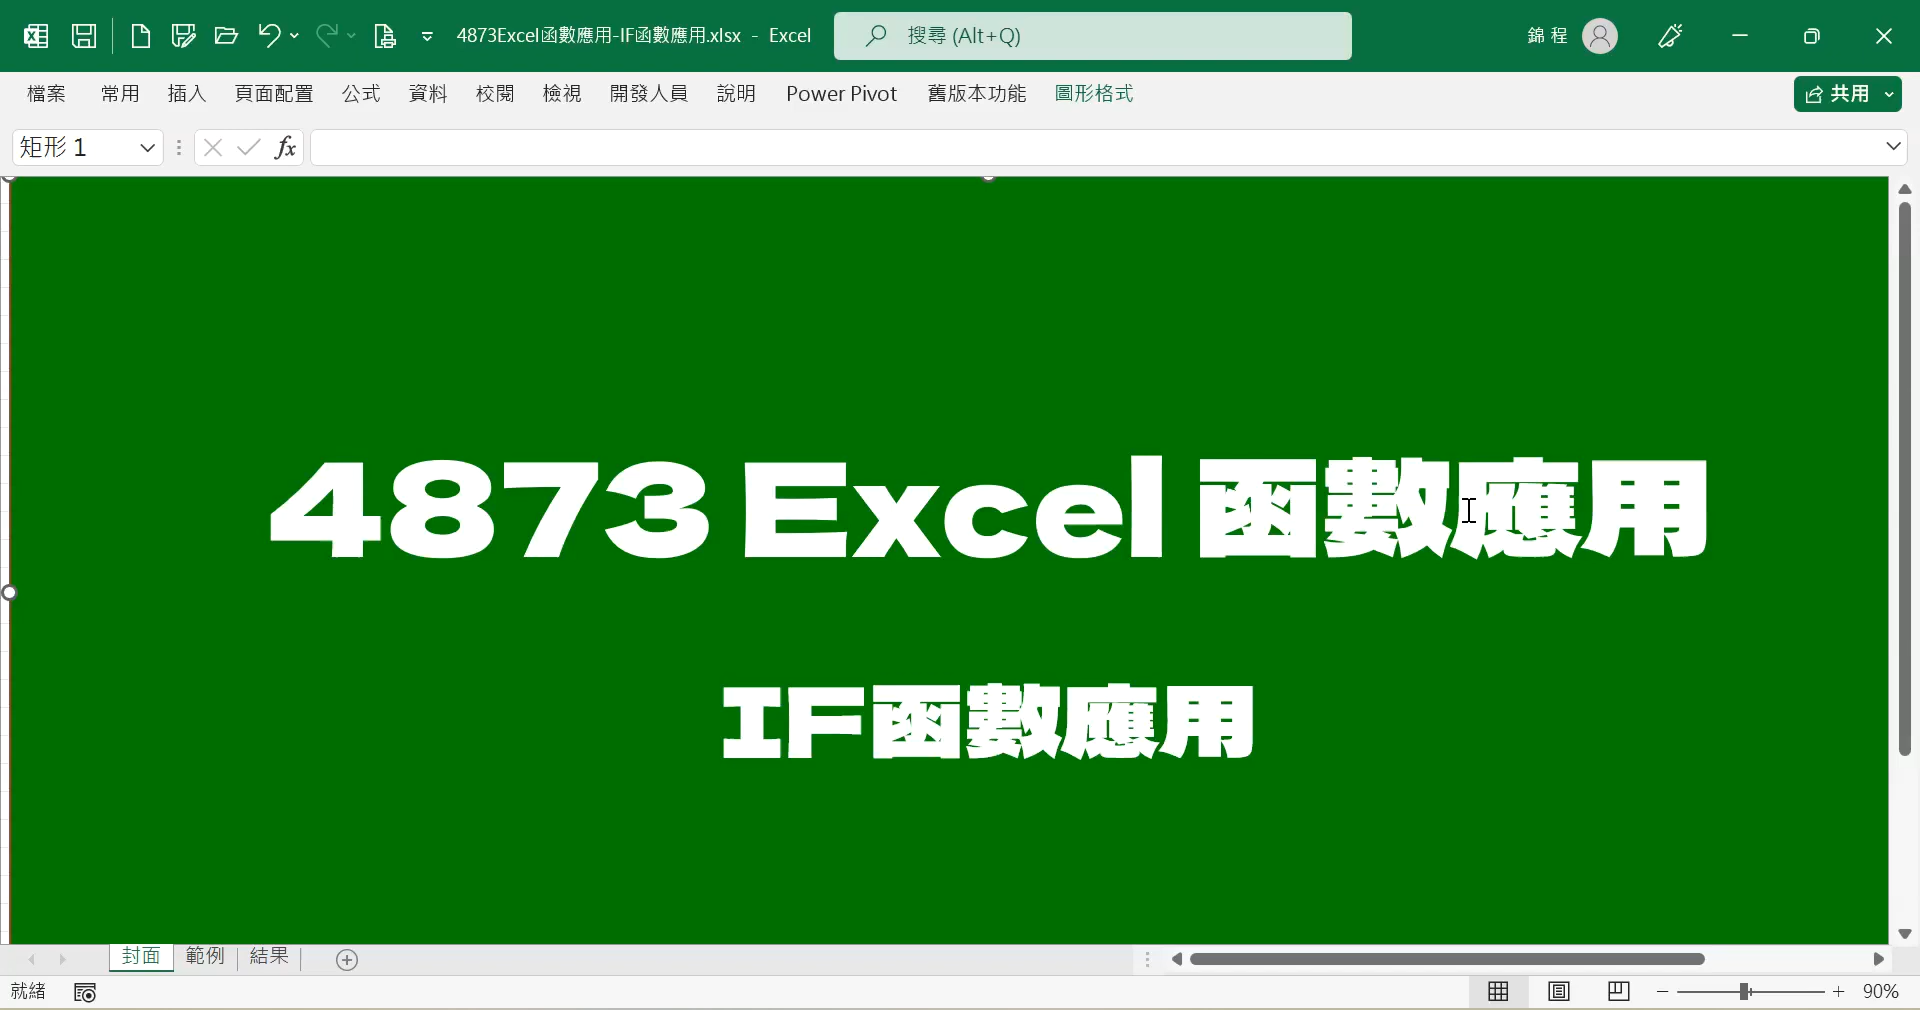 4873Excel函數應用-IF函數應用.xlsx - Excel
搜尋 (Alt+Q)
錦 程
檔案 常用 插入 頁面配置 公式 資料 校閱 檢視 開發人員 說明 Power Pivot 舊版本功能 圖形格式
共用
矩形 1
fx
4873 Excel 函數應用
IF函數應用
封面 範例 結果
就緒
90%